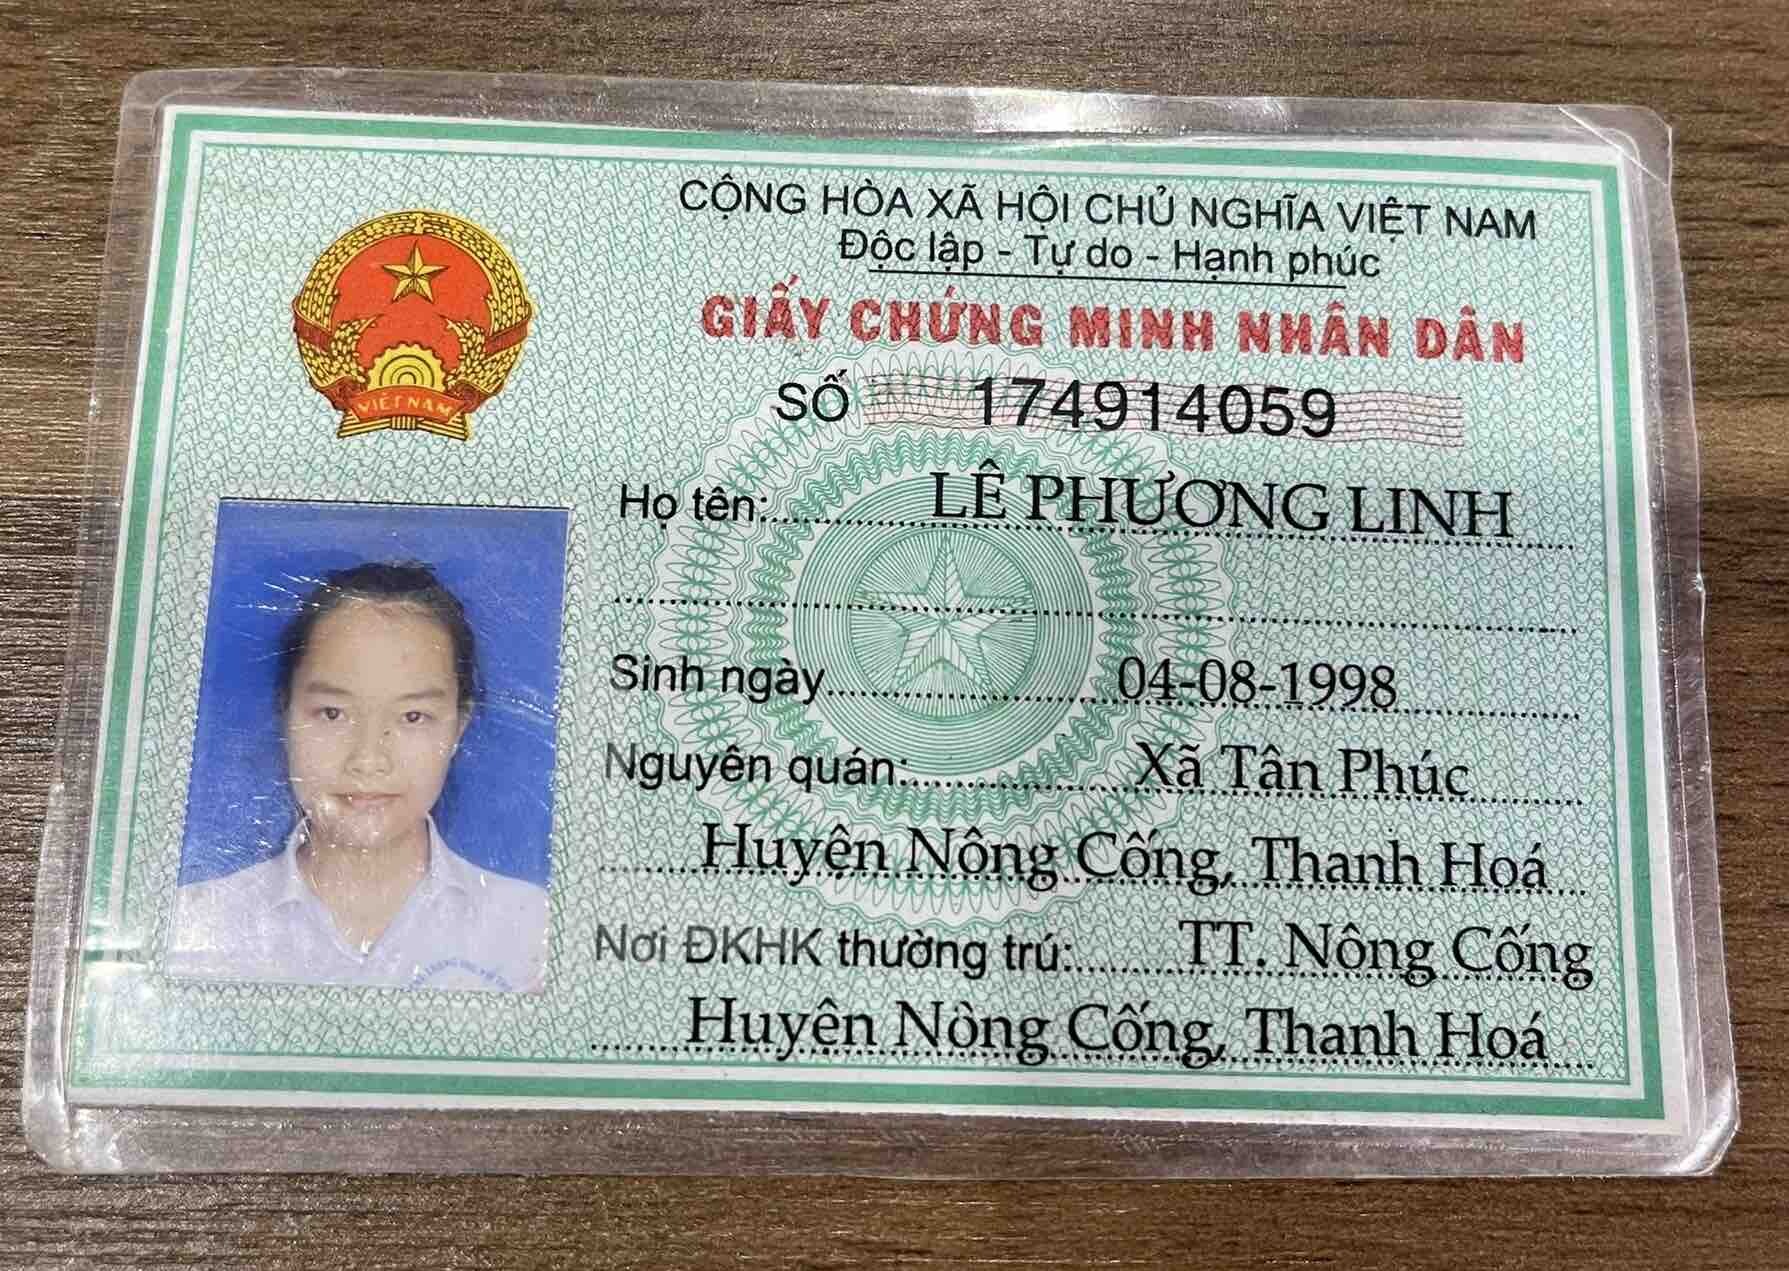 CỘNG HÒA XÃ HỘI CHỦ NGHĨA VIỆT NAM
Độc lập - Tự do - Hạnh phúc
GIẤY CHỨNG MINH NHÂN DÂN
SỐ 174914059
VIỆT NAM
Họ tên: LÊ PHƯƠNG LINH
Sinh ngày 04-08-1998
Nguyên quán: Xã Tân Phúc
Huyện Nông Cống, Thanh Hoá
Nơi ĐKHK thường trú: TT. Nông Cống
Huyện Nông Cống, Thanh Hoá